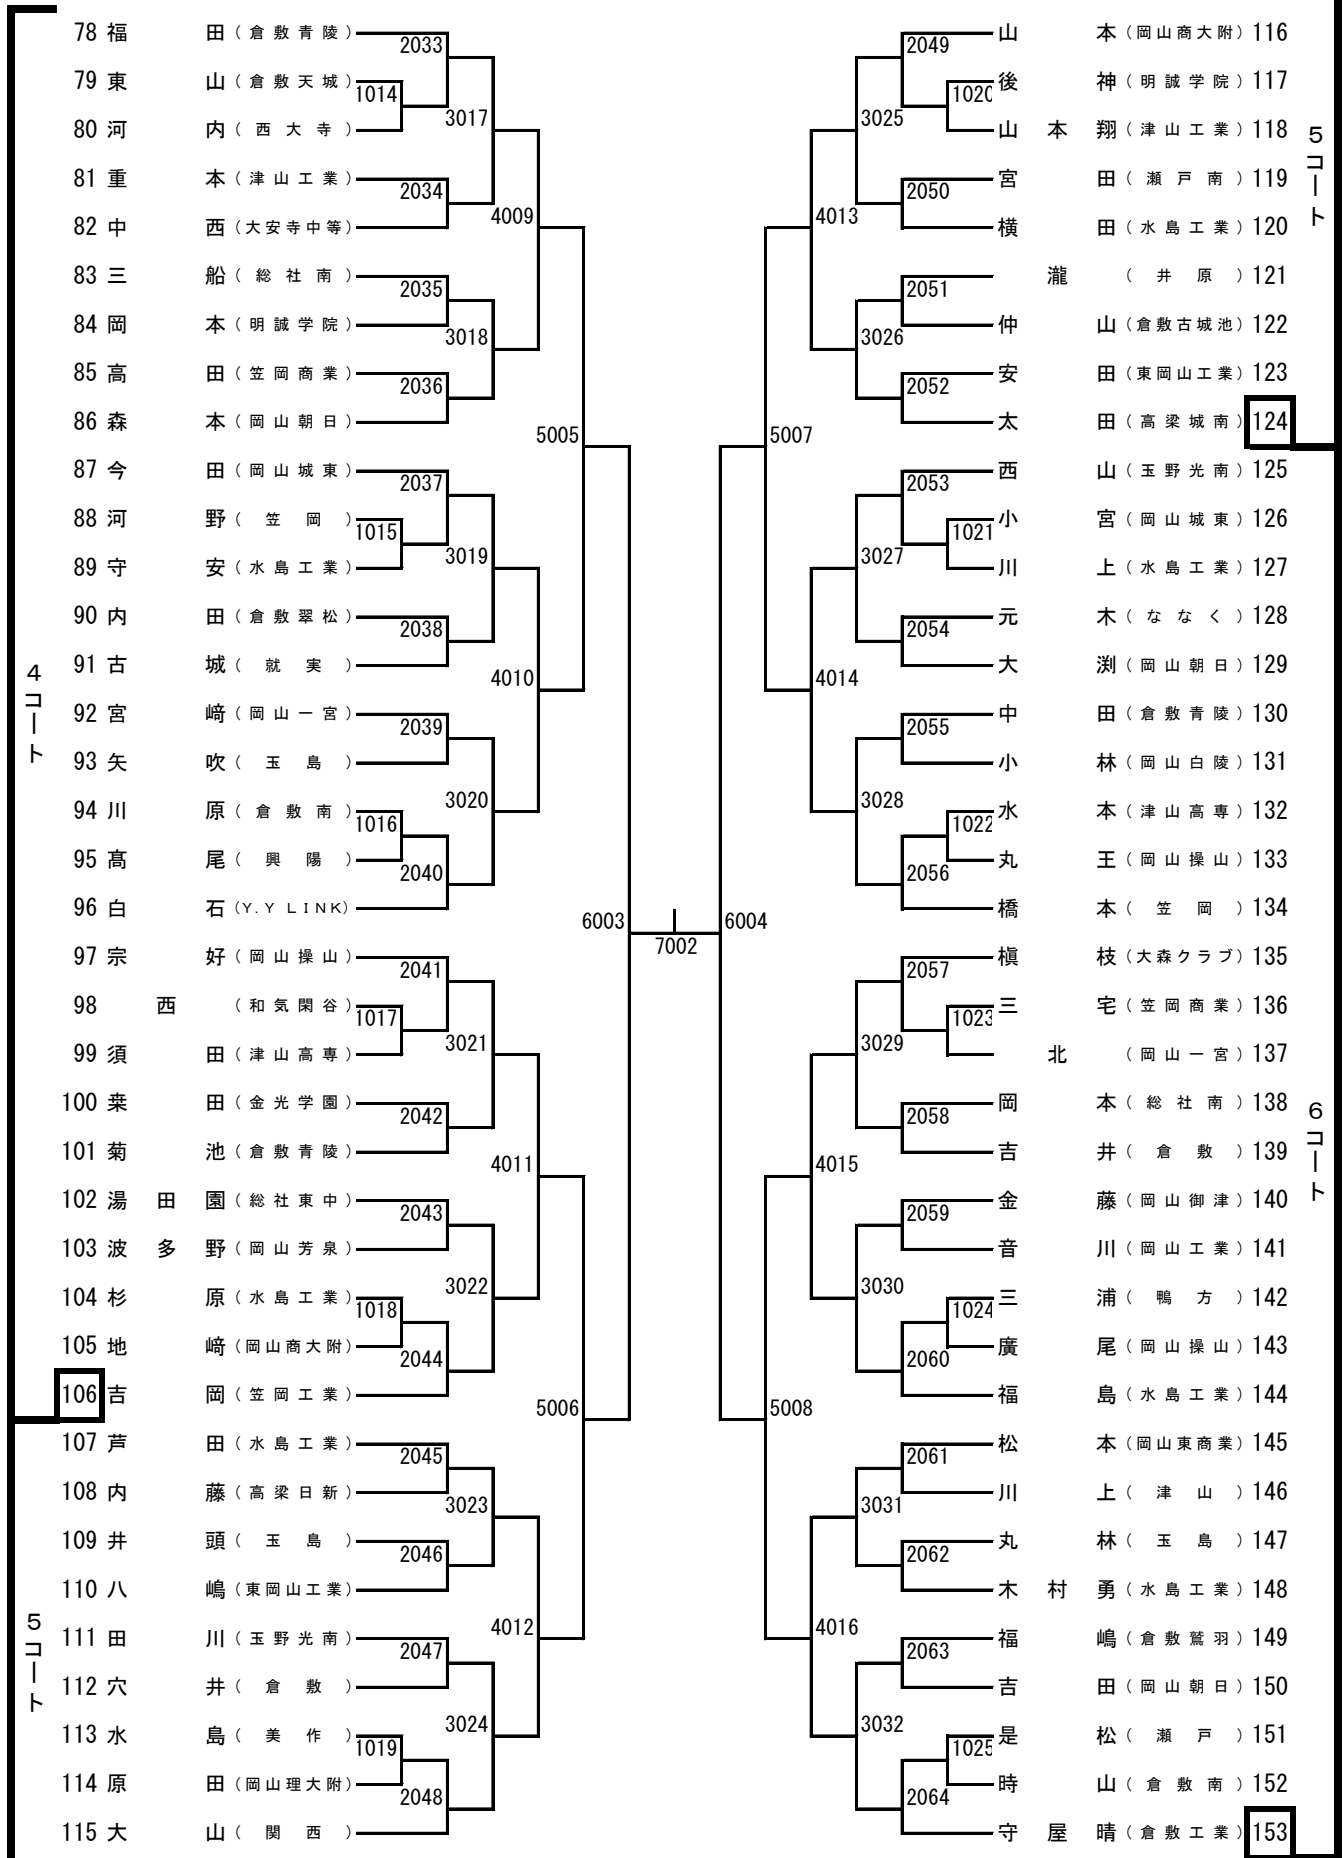 78 福田(倉敷青陵)
79 東山(倉敷天城)
80 河内(西大寺)
81 重本(津山工業)
82 中西(大安寺中等)
83 三船(総社南)
84 岡本(明誠学院)
85 高田(笠岡商業)
86 森本(岡山朝日)
87 今田(岡山城東)
88 河野(笠岡)
89 守安(水島工業)
90 内田(倉敷翠松)
91 古城(就実)
92 宮﨑(岡山一宮)
93 矢吹(玉島)
94 川原(倉敷南)
95 髙尾(興陽)
96 白石(Y.Y LINK)
97 宗好(岡山操山)
98 西(和気閑谷)
99 須田(津山高専)
100 桒田(金光学園)
101 菊池(倉敷青陵)
102 湯田園(総社東中)
103 波多野(岡山芳泉)
104 杉原(水島工業)
105 地﨑(岡山商大附)
106 吉岡(笠岡工業)
107 芦田(水島工業)
108 内藤(高梁日新)
109 井頭(玉島)
110 八嶋(東岡山工業)
111 田川(玉野光南)
112 穴井(倉敷)
113 水島(美作)
114 原田(岡山理大附)
115 大山(関西)
4コート
5コート
1014
1015
1016
1017
1018
1019
2033
2034
2035
2036
2037
2038
2039
2040
2041
2042
2043
2044
2045
2046
2047
2048
3017
3018
3019
3020
3021
3022
3023
3024
4009
4010
4011
4012
5005
5006
6003
7002
6004
5007
5008
4013
4014
4015
4016
3025
3026
3027
3028
3029
3030
3031
3032
2049
2050
2051
2052
2053
2054
2055
2056
2057
2058
2059
2060
2061
2062
2063
2064
1020
1021
1022
1023
1024
1025
山本(岡山商大附) 116
後神(明誠学院) 117
山本翔(津山工業) 118
宮田(瀬戸南) 119
横田(水島工業) 120
瀧(井原) 121
仲山(倉敷古城池) 122
安田(東岡山工業) 123
太田(高梁城南) 124
西山(玉野光南) 125
小宮(岡山城東) 126
川上(水島工業) 127
元木(ななく) 128
大渕(岡山朝日) 129
中田(倉敷青陵) 130
小林(岡山白陵) 131
水本(津山高専) 132
丸王(岡山操山) 133
橋本(笠岡) 134
槇枝(大森クラブ) 135
三宅(笠岡商業) 136
北(岡山一宮) 137
岡本(総社南) 138
吉井(倉敷) 139
金藤(岡山御津) 140
音川(岡山工業) 141
三浦(鴨方) 142
廣尾(岡山操山) 143
福島(水島工業) 144
松本(岡山東商業) 145
川上(津山) 146
丸林(玉島) 147
木村勇(水島工業) 148
福嶋(倉敷鷲羽) 149
吉田(岡山朝日) 150
是松(瀬戸) 151
時山(倉敷南) 152
守屋晴(倉敷工業) 153
5コート
6コート